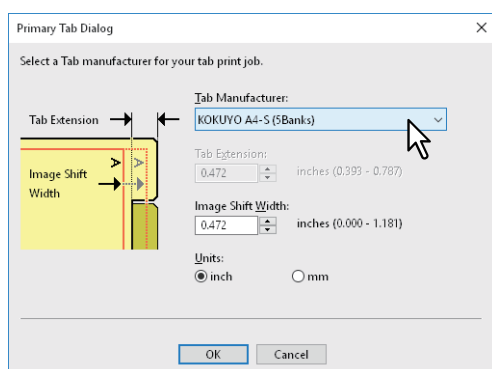 Primary Tab Dialog
Select a Tab manufacturer for your tab print job.
Tab Extension
Image Shift
Width
A
A
Tab Manufacturer:
KOKUYO A4-S (5Banks)
Tab Extension:
0.472 inches (0.393 - 0.787)
Image Shift Width:
0.472 inches (0.000 - 1.181)
Units:
inch mm
OK Cancel